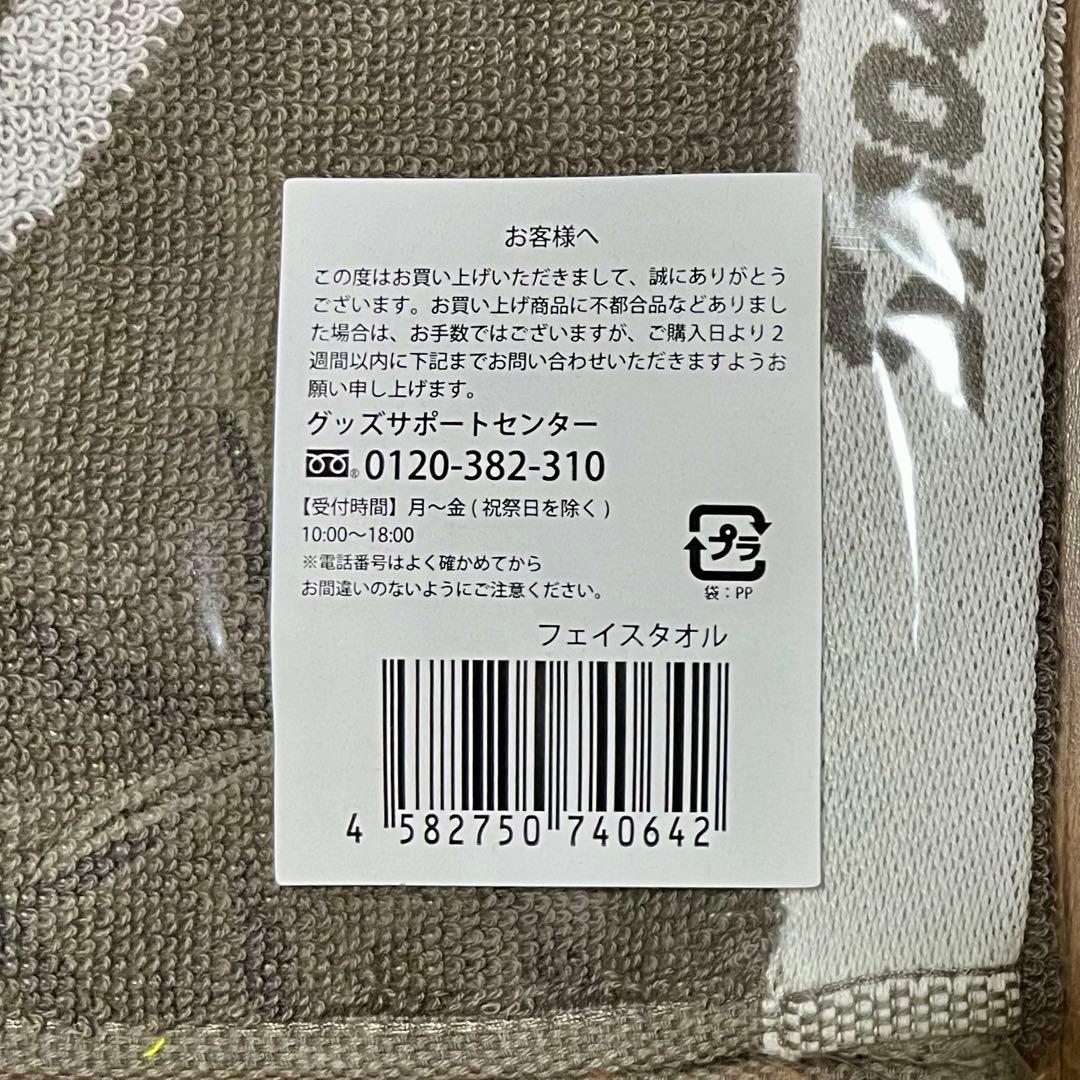 お客様へ
この度はお買い上げいただきまして、誠にありがとう
ございます。お買い上げ商品に不都合品などありまし
た場合は、お手数ではございますが、ご購入日より２
週間以内に下記までお問い合わせいただきますようお
願い申し上げます。
グッズサポートセンター
® 0120-382-310
【受付時間】月～金 ( 祝祭日を除く )
10:00～18:00
※電話番号はよく確かめてから
お間違いのないようにご注意ください。
プラ
袋：PP
フェイスタオル
4 582750 740642